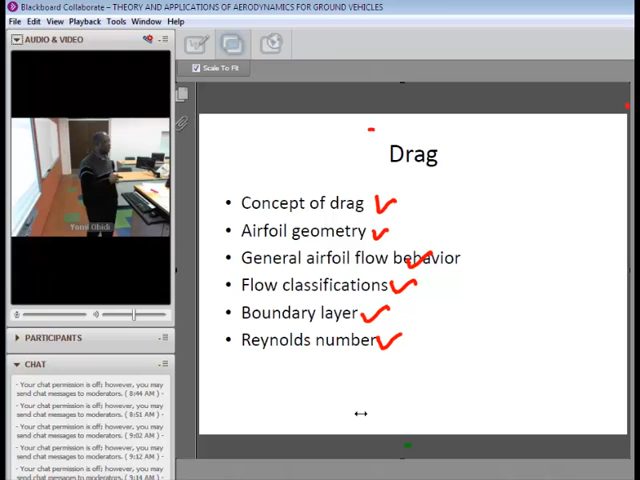 Blackboard Collaborate – THEORY AND APPLICATIONS OF AERODYNAMICS FOR GROUND VEHICLES
File Edit View Playback Tools Window Help
AUDIO & VIDEO
Scale To Fit
Yomi Obidi
Drag
• Concept of drag
• Airfoil geometry
• General airfoil flow behavior
• Flow classifications
• Boundary layer
• Reynolds number
PARTICIPANTS
CHAT
- Your chat permission is off; however, you may
send chat messages to moderators. ( 8:44 AM ) -
- Your chat permission is off; however, you may
send chat messages to moderators. ( 8:51 AM ) -
- Your chat permission is off; however, you may
send chat messages to moderators. ( 9:02 AM ) -
- Your chat permission is off; however, you may
send chat messages to moderators. ( 9:12 AM ) -
- Your chat permission is off; however, you may
send chat messages to moderators. ( 9:14 AM ) -